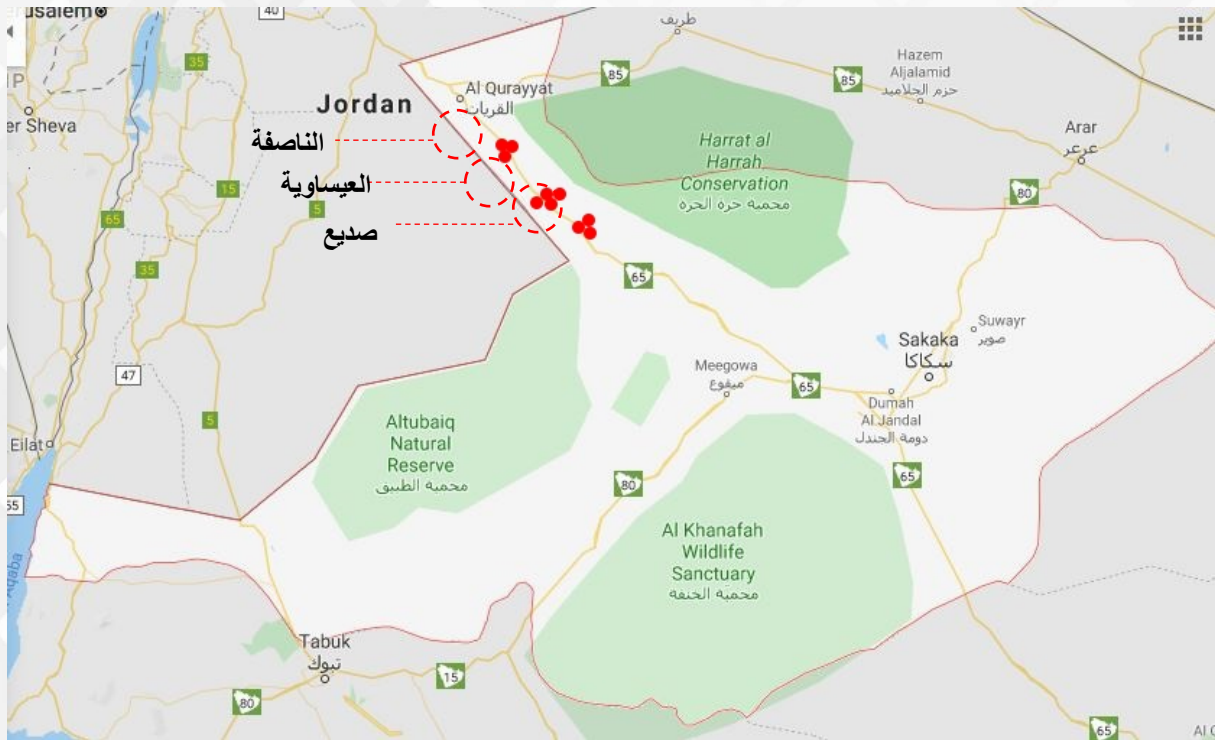 40
طريف
85
Hazem
Aljalamid
حزم الجلاميد
35
Al Qurayyat
القريات
85
Jordan
er Sheva
Arar
عرعر
الناصفة
Harrat al
Harrah
Conservation
محمية حرة الحرة
العيساوية
15
5
80
65
صديع
35
65
Suwayr
صوير
Sakaka
سكاكا
47
Meegowa
ميقوع
65
Dumah
Al Jandal
دومة الجندل
5
Altubaiq
Natural
Reserve
محمية الطبيق
Eilat
65
80
55
Al Khanafah
Wildlife
Sanctuary
محمية الخنفة
Aqaba
Tabuk
تبوك
15
80
65